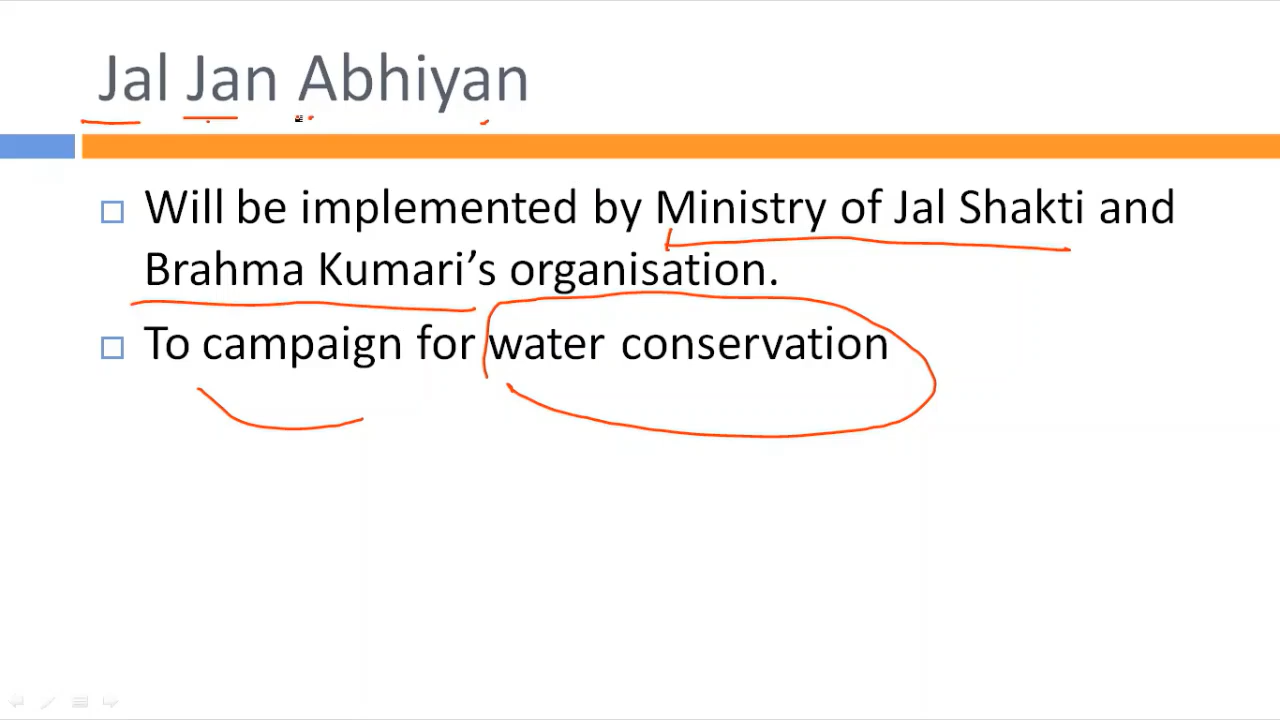 Jal Jan Abhiyan
Will be implemented by Ministry of Jal Shakti and
Brahma Kumari’s organisation.
To campaign for water conservation